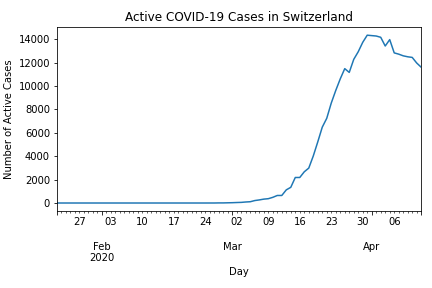 Active COVID-19 Cases in Switzerland
Number of Active Cases
14000
12000
10000
8000
6000
4000
2000
0
27 03 10 17 24 02 09 16 23 30 06
Feb Mar Apr
2020
Day